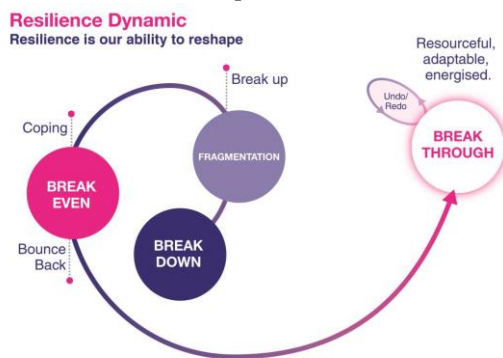 Resilience Dynamic
Resilience is our ability to reshape
Resourceful,
adaptable,
energised.
Undo/
Redo
BREAK
THROUGH
Break up
Coping
FRAGMENTATION
BREAK
EVEN
BREAK
DOWN
Bounce
Back